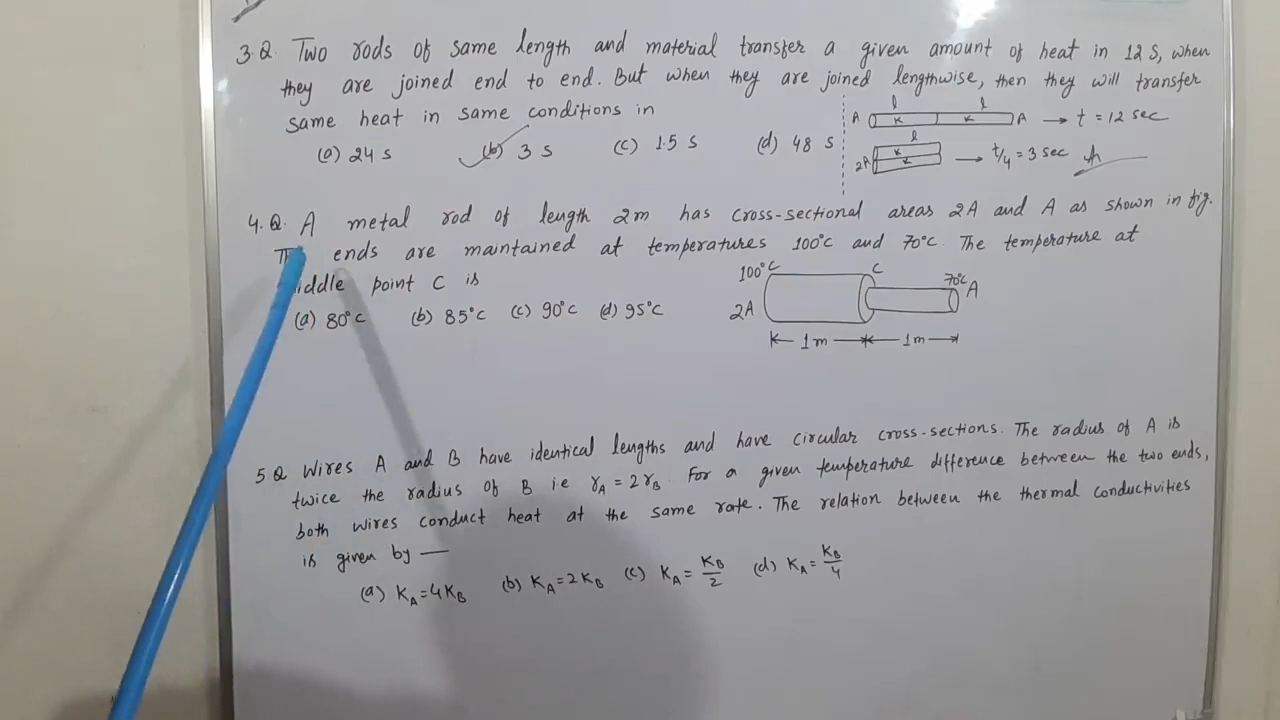 3.Q. Two rods of same length and material transfer a given amount of heat in 12 s, when
they are joined end to end. But when they are joined lengthwise, then they will transfer
same heat in same conditions in
(a) 24 s (b) 3 s (c) 1.5 s (d) 48 s
l l
A K K A → t = 12 sec
l
2A K K → t/4 = 3 sec
4.Q. A metal rod of length 2m has cross-sectional areas 2A and A as shown in fig.
ends are maintained at temperatures 100°C and 70°C. The temperature at
middle point C is
(a) 80°C (b) 85°C (c) 90°C (d) 95°C
100°C C 70°C
2A A
1m 1m
5 Q Wires A and B have identical lengths and have circular cross-sections. The radius of A is
twice the radius of B ie rA = 2rB. For a given temperature difference between the two ends,
both wires conduct heat at the same rate. The relation between the thermal conductivities
is given by —
(a) KA=4KB (b) KA=2KB (c) KA=KB/2 (d) KA=KB/4